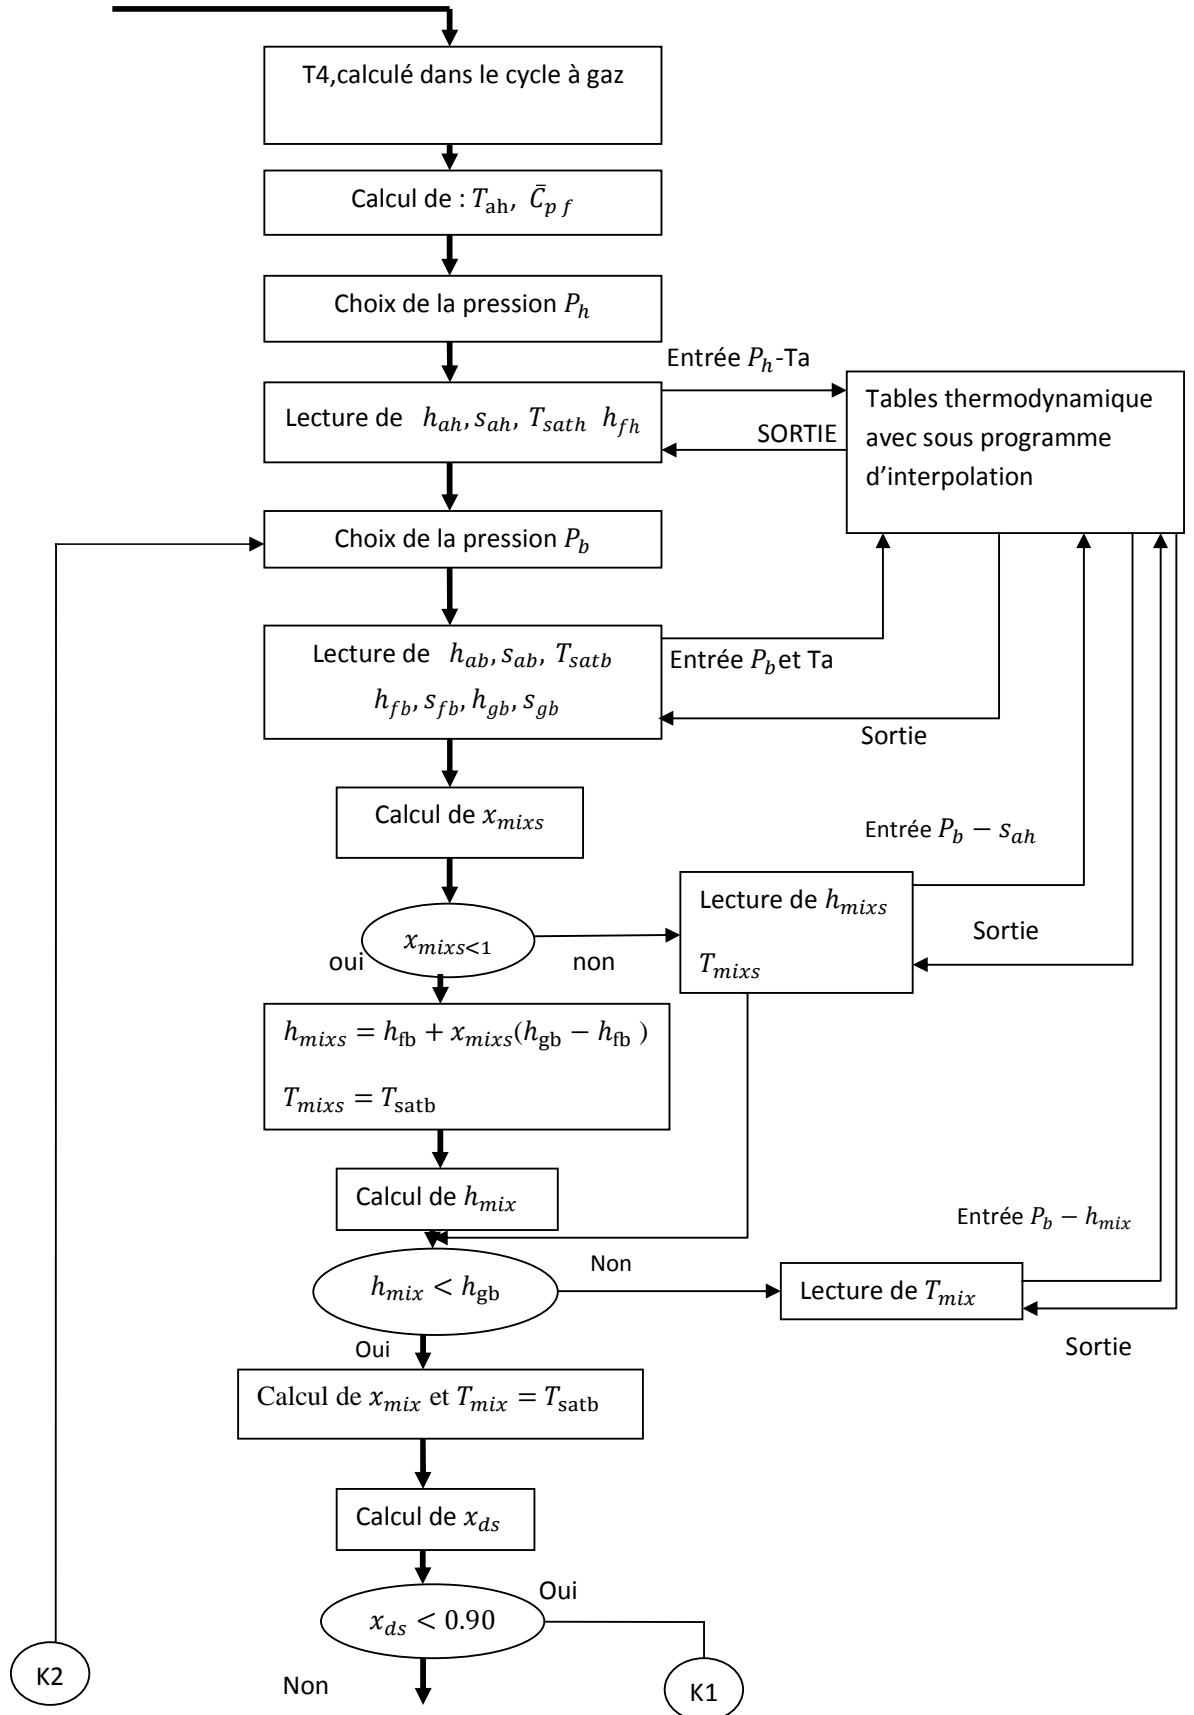 T4,calculé dans le cycle à gaz
Calcul de : T_ah, C̄_p f
Choix de la pression P_h
Entrée P_h-Ta
Lecture de h_ah, s_ah, T_sath h_fh
SORTIE
Tables thermodynamique
avec sous programme
d'interpolation
Choix de la pression P_b
Lecture de h_ab, s_ab, T_satb
h_fb, s_fb, h_gb, s_gb
Entrée P_b et Ta
Sortie
Calcul de x_mixs
Entrée P_b − s_ah
x_mixs<1
oui
non
Lecture de h_mixs
T_mixs
Sortie
h_mixs = h_fb + x_mixs(h_gb − h_fb )
T_mixs = T_satb
Calcul de h_mix
Entrée P_b − h_mix
h_mix < h_gb
Non
Lecture de T_mix
Sortie
Oui
Calcul de x_mix et T_mix = T_satb
Calcul de x_ds
Oui
x_ds < 0.90
K2
Non
K1